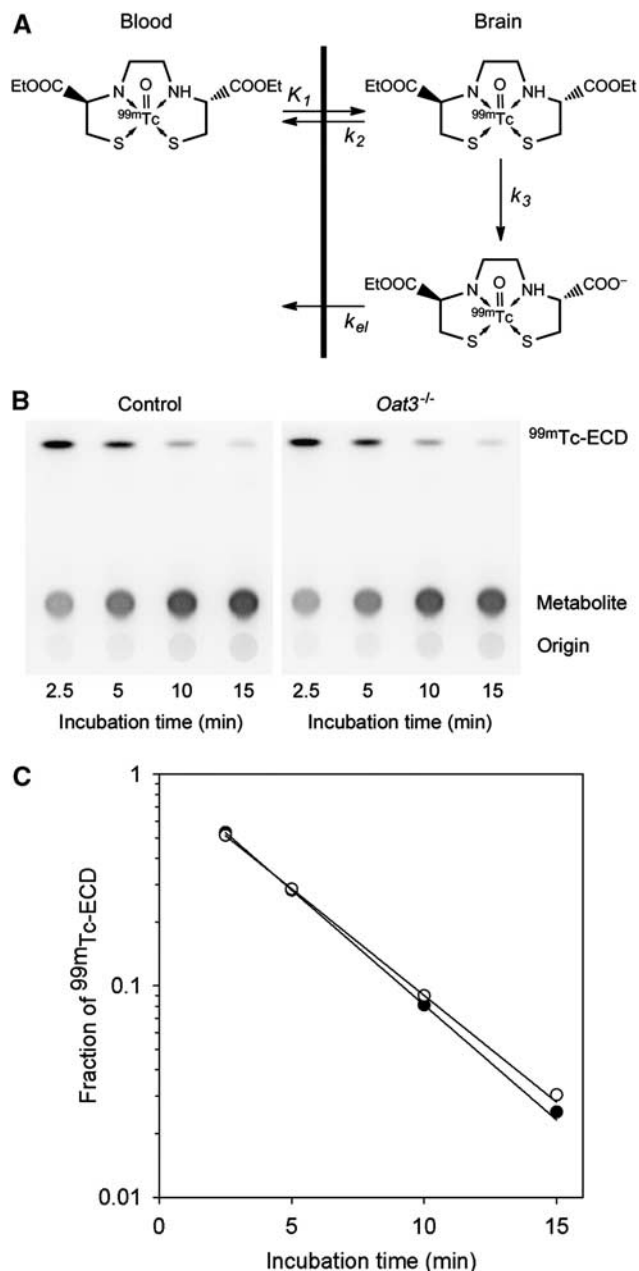 A
Blood
Brain
EtOOC
N
O
NH
COOEt
99mTc
S
S
K1
k2
EtOOC
N
O
NH
COOEt
99mTc
S
S
k3
EtOOC
N
O
NH
COO−
99mTc
S
S
kel
B
Control
Oat3-/-
99mTc-ECD
Metabolite
Origin
2.5 5 10 15
2.5 5 10 15
Incubation time (min)
Incubation time (min)
C
Fraction of 99mTc-ECD
1
0.1
0.01
0 5 10 15
Incubation time (min)